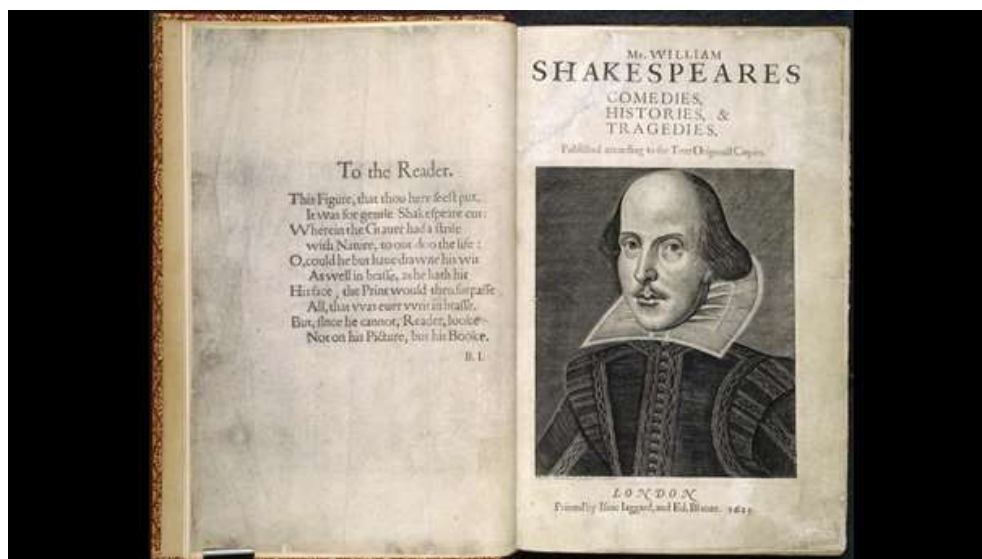 To the Reader.
This Figure, that thou here seest put,
It was for gentle Shakespeare cut:
Wherein the Grauer had a strife
with Nature, to out-doo the life:
O, could he but haue drawne his wit
As well in brasse, as he hath hit
His face, the Print would then surpasse
All, that vvas euer vvrit in brasse.
But, since he cannot, Reader, looke
Not on his Picture, but his Booke.
B. I.
Mr. WILLIAM
SHAKESPEARES
COMEDIES,
HISTORIES, &
TRAGEDIES.
Published according to the True Originall Copies.
LONDON
Printed by Isaac Iaggard, and Ed. Blount. 1623